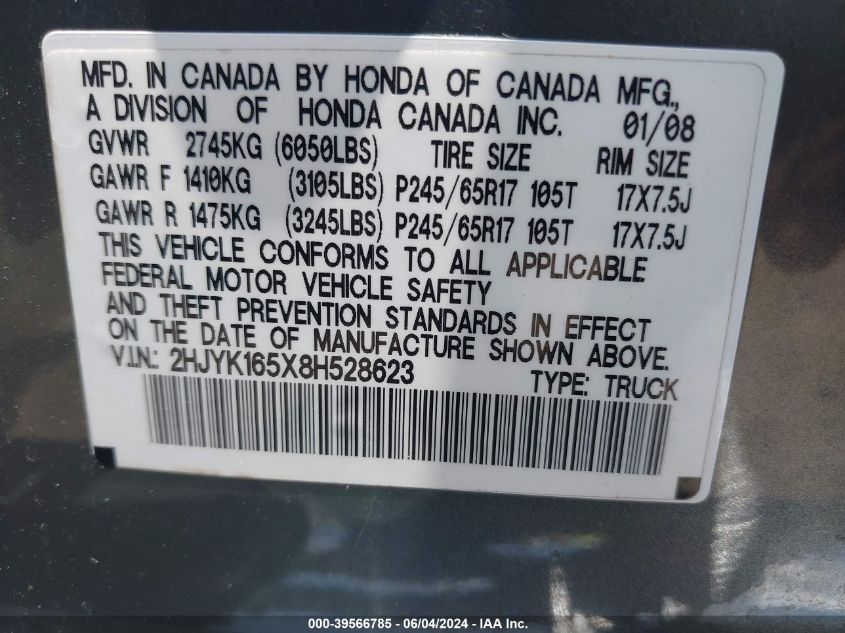 MFD. IN CANADA BY HONDA OF CANADA MFG.,
A DIVISION OF HONDA CANADA INC. 01/08
GVWR 2745KG (6050LBS) TIRE SIZE RIM SIZE
GAWR F 1410KG (3105LBS) P245/65R17 105T 17X7.5J
GAWR R 1475KG (3245LBS) P245/65R17 105T 17X7.5J
THIS VEHICLE CONFORMS TO ALL APPLICABLE
FEDERAL MOTOR VEHICLE SAFETY
AND THEFT PREVENTION STANDARDS IN EFFECT
ON THE DATE OF MANUFACTURE SHOWN ABOVE.
V.I.N.: 2HJYK165X8H528623 TYPE: TRUCK
000-39566785 - 06/04/2024 - IAA Inc.